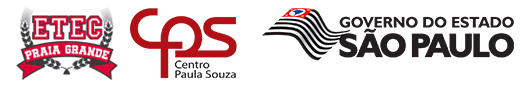 ETEC
PRAIA GRANDE
cps
Centro
Paula Souza
GOVERNO DO ESTADO
SÃO PAULO